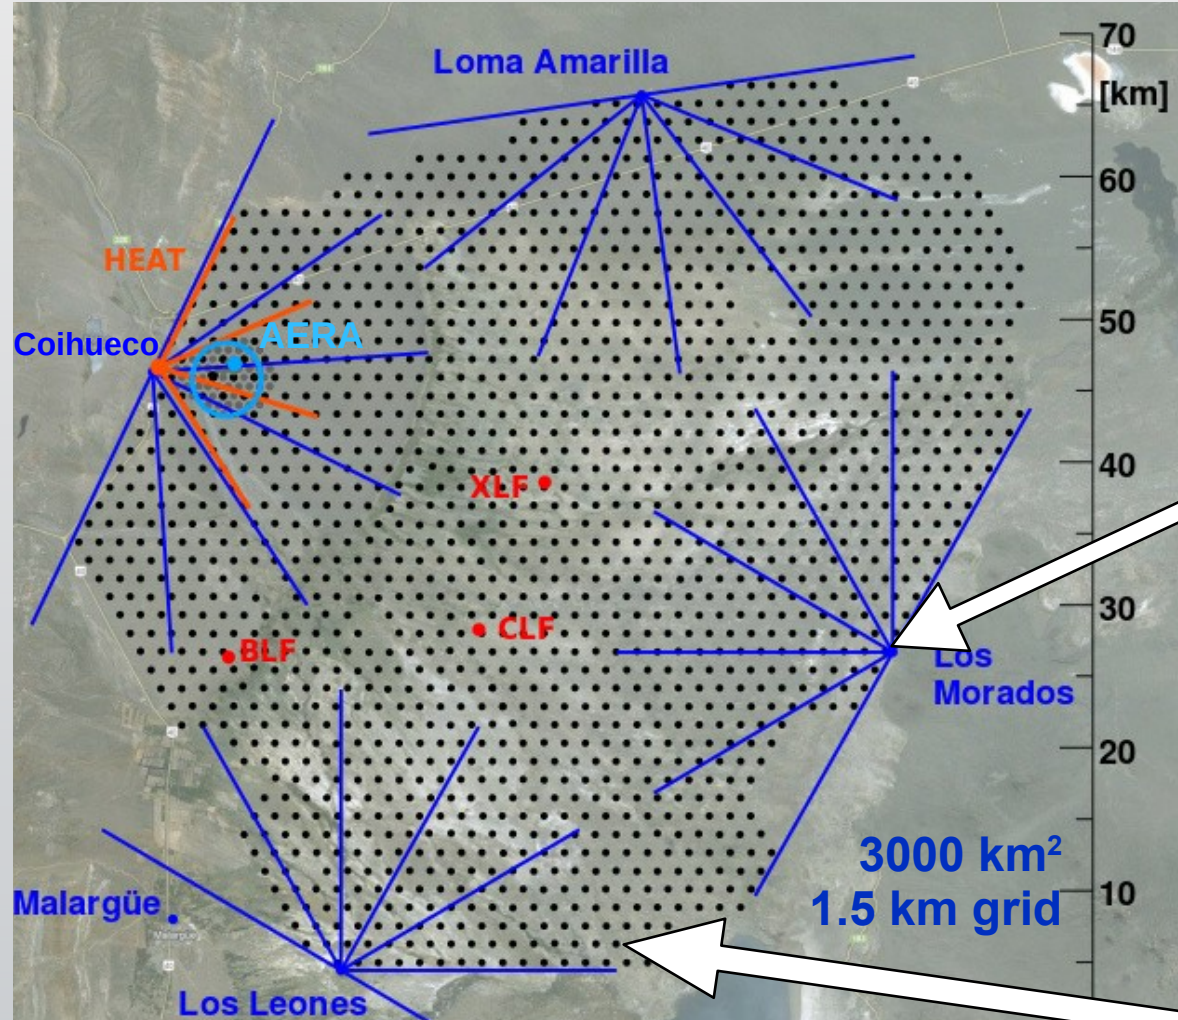 Loma Amarilla
70
[km]
60
HEAT
50
Coihueco
AERA
40
XLF
30
CLF
BLF
Los
Morados
20
3000 km²
1.5 km grid
10
Malargüe
Malargüe
Los Leones